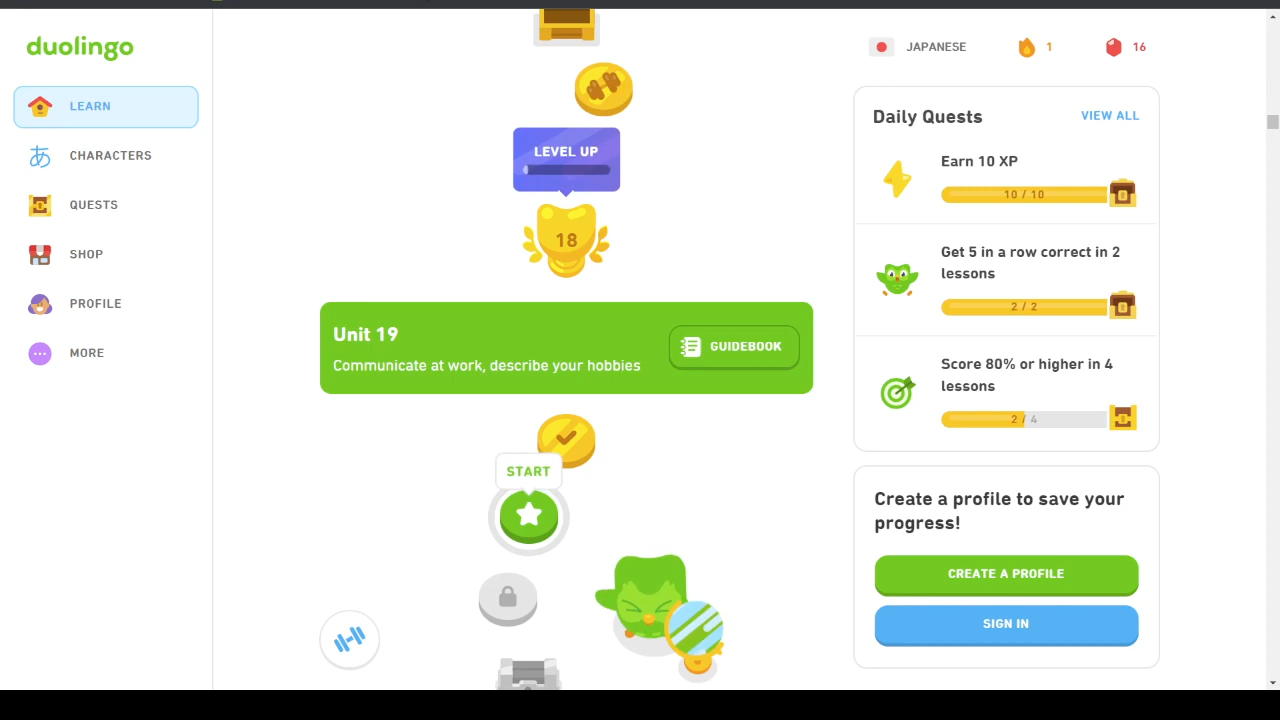 duolingo
LEARN
あ CHARACTERS
QUESTS
SHOP
PROFILE
MORE
LEVEL UP
18
Unit 19
Communicate at work, describe your hobbies
GUIDEBOOK
START
JAPANESE
1
16
Daily Quests
VIEW ALL
Earn 10 XP
10 / 10
Get 5 in a row correct in 2
lessons
2 / 2
Score 80% or higher in 4
lessons
2 / 4
Create a profile to save your
progress!
CREATE A PROFILE
SIGN IN